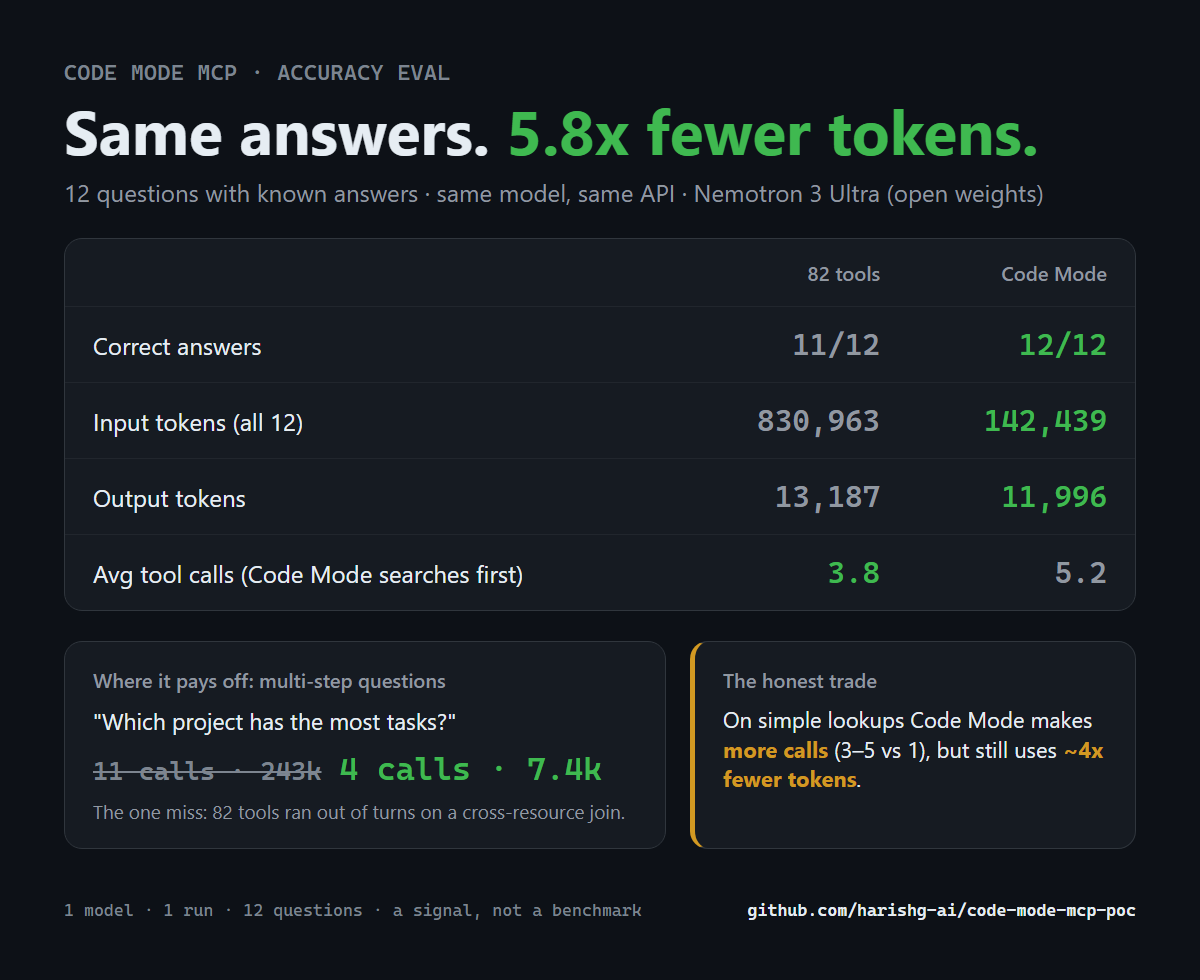 CODE MODE MCP · ACCURACY EVAL
Same answers. 5.8x fewer tokens.
12 questions with known answers · same model, same API · Nemotron 3 Ultra (open weights)
82 tools Code Mode
Correct answers 11/12 12/12
Input tokens (all 12) 830,963 142,439
Output tokens 13,187 11,996
Avg tool calls (Code Mode searches first) 3.8 5.2
Where it pays off: multi-step questions
"Which project has the most tasks?"
11 calls · 243k 4 calls · 7.4k
The one miss: 82 tools ran out of turns on a cross-resource join.
The honest trade
On simple lookups Code Mode makes
more calls (3–5 vs 1), but still uses ~4x
fewer tokens.
1 model · 1 run · 12 questions · a signal, not a benchmark
github.com/harishg-ai/code-mode-mcp-poc